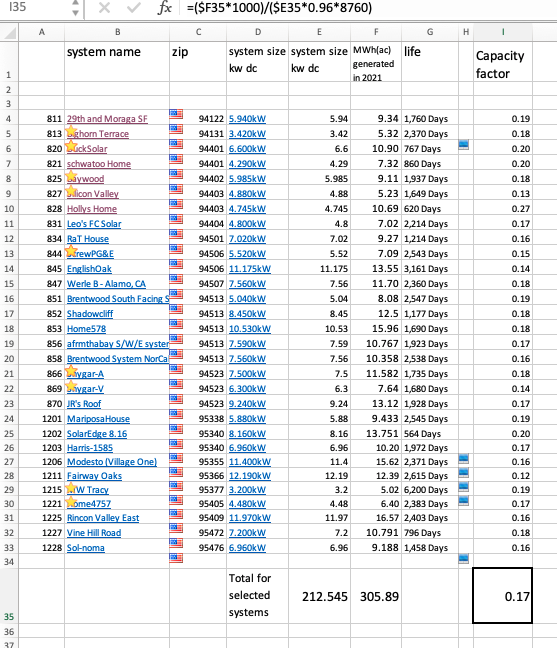 I35 fx =($F35*1000)/($E35*0.96*8760)
A B C D E F G H I
1 system name zip system size kw dc system size kw dc MWh(ac) generated in 2021 life Capacity factor
2
3
4 811 29th and Moraga SF 94122 5.940kW 5.94 9.34 1,760 Days 0.19
5 813 ghorn Terrace 94131 3.420kW 3.42 5.32 2,370 Days 0.18
6 820 uckSolar 94401 6.600kW 6.6 10.90 767 Days 0.20
7 821 schwatoo Home 94401 4.290kW 4.29 7.32 860 Days 0.20
8 825 aywood 94402 5.985kW 5.985 9.11 1,937 Days 0.18
9 827 licon Valley 94403 4.880kW 4.88 5.23 1,649 Days 0.13
10 828 Hollys Home 94403 4.745kW 4.745 10.69 620 Days 0.27
11 831 Leo's FC Solar 94404 4.800kW 4.8 7.02 2,214 Days 0.17
12 834 RaT House 94501 7.020kW 7.02 9.27 1,214 Days 0.16
13 844 crewPG&E 94506 5.520kW 5.52 7.09 2,543 Days 0.15
14 845 EnglishOak 94506 11.175kW 11.175 13.55 3,161 Days 0.14
15 847 Werle B - Alamo, CA 94507 7.560kW 7.56 11.70 2,360 Days 0.18
16 851 Brentwood South Facing S 94513 5.040kW 5.04 8.08 2,547 Days 0.19
17 852 Shadowcliff 94513 8.450kW 8.45 12.5 1,177 Days 0.18
18 853 Home578 94513 10.530kW 10.53 15.96 1,690 Days 0.18
19 856 afrmthabay S/W/E syster 94513 7.590kW 7.59 10.767 1,923 Days 0.17
20 858 Brentwood System NorCa 94513 7.560kW 7.56 10.358 2,538 Days 0.16
21 866 nygar-A 94523 7.500kW 7.5 11.582 1,735 Days 0.18
22 869 nygar-V 94523 6.300kW 6.3 7.64 1,680 Days 0.14
23 870 JR's Roof 94523 9.240kW 9.24 13.12 1,928 Days 0.17
24 1201 MariposaHouse 95338 5.880kW 5.88 9.433 2,545 Days 0.19
25 1202 SolarEdge 8.16 95340 8.160kW 8.16 13.751 564 Days 0.20
26 1203 Harris-1585 95340 6.960kW 6.96 10.20 1,972 Days 0.17
27 1206 Modesto (Village One) 95355 11.400kW 11.4 15.62 2,371 Days 0.16
28 1211 Fairway Oaks 95366 12.190kW 12.19 12.39 2,615 Days 0.12
29 1215 W Tracy 95377 3.200kW 3.2 5.02 6,200 Days 0.19
30 1221 ome4757 95405 4.480kW 4.48 6.40 2,383 Days 0.17
31 1225 Rincon Valley East 95409 11.970kW 11.97 16.57 2,403 Days 0.16
32 1227 Vine Hill Road 95472 7.200kW 7.2 10.791 796 Days 0.18
33 1228 Sol-noma 95476 6.960kW 6.96 9.188 1,458 Days 0.16
34
35 Total for selected systems 212.545 305.89 0.17
36
37